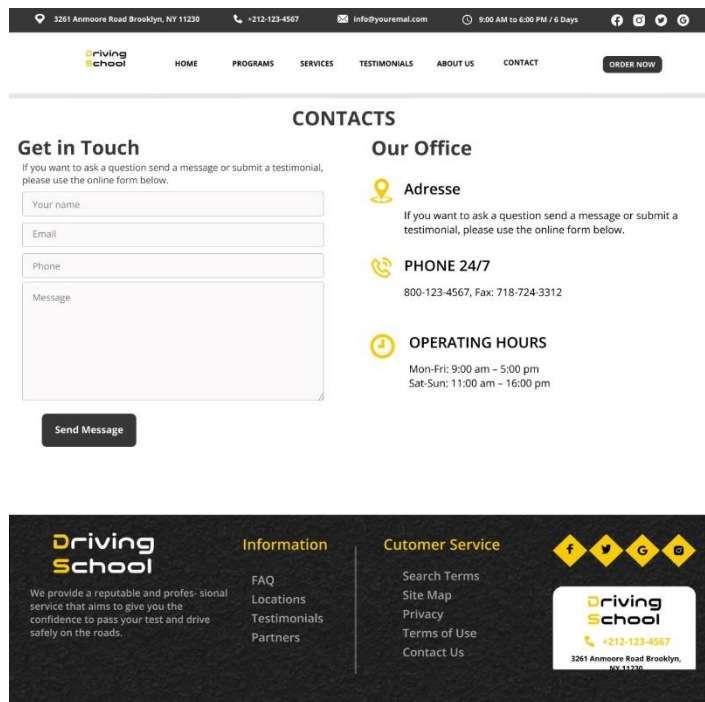 3261 Anmoore Road Brooklyn, NY 11230
+212-123-4567
info@youremal.com
9:00 AM to 6:00 PM / 6 Days
Driving
School
HOME
PROGRAMS
SERVICES
TESTIMONIALS
ABOUT US
CONTACT
ORDER NOW
CONTACTS
Get in Touch
If you want to ask a question send a message or submit a testimonial,
please use the online form below.
Your name
Email
Phone
Message
Send Message
Our Office
Adresse
If you want to ask a question send a message or submit a
testimonial, please use the online form below.
PHONE 24/7
800-123-4567, Fax: 718-724-3312
OPERATING HOURS
Mon-Fri: 9:00 am – 5:00 pm
Sat-Sun: 11:00 am – 16:00 pm
Driving
School
We provide a reputable and profes- sional
service that aims to give you the
confidence to pass your test and drive
safely on the roads.
Information
FAQ
Locations
Testimonials
Partners
Cutomer Service
Search Terms
Site Map
Privacy
Terms of Use
Contact Us
Driving
School
+212-123-4567
3261 Anmoore Road Brooklyn,
NY 11230